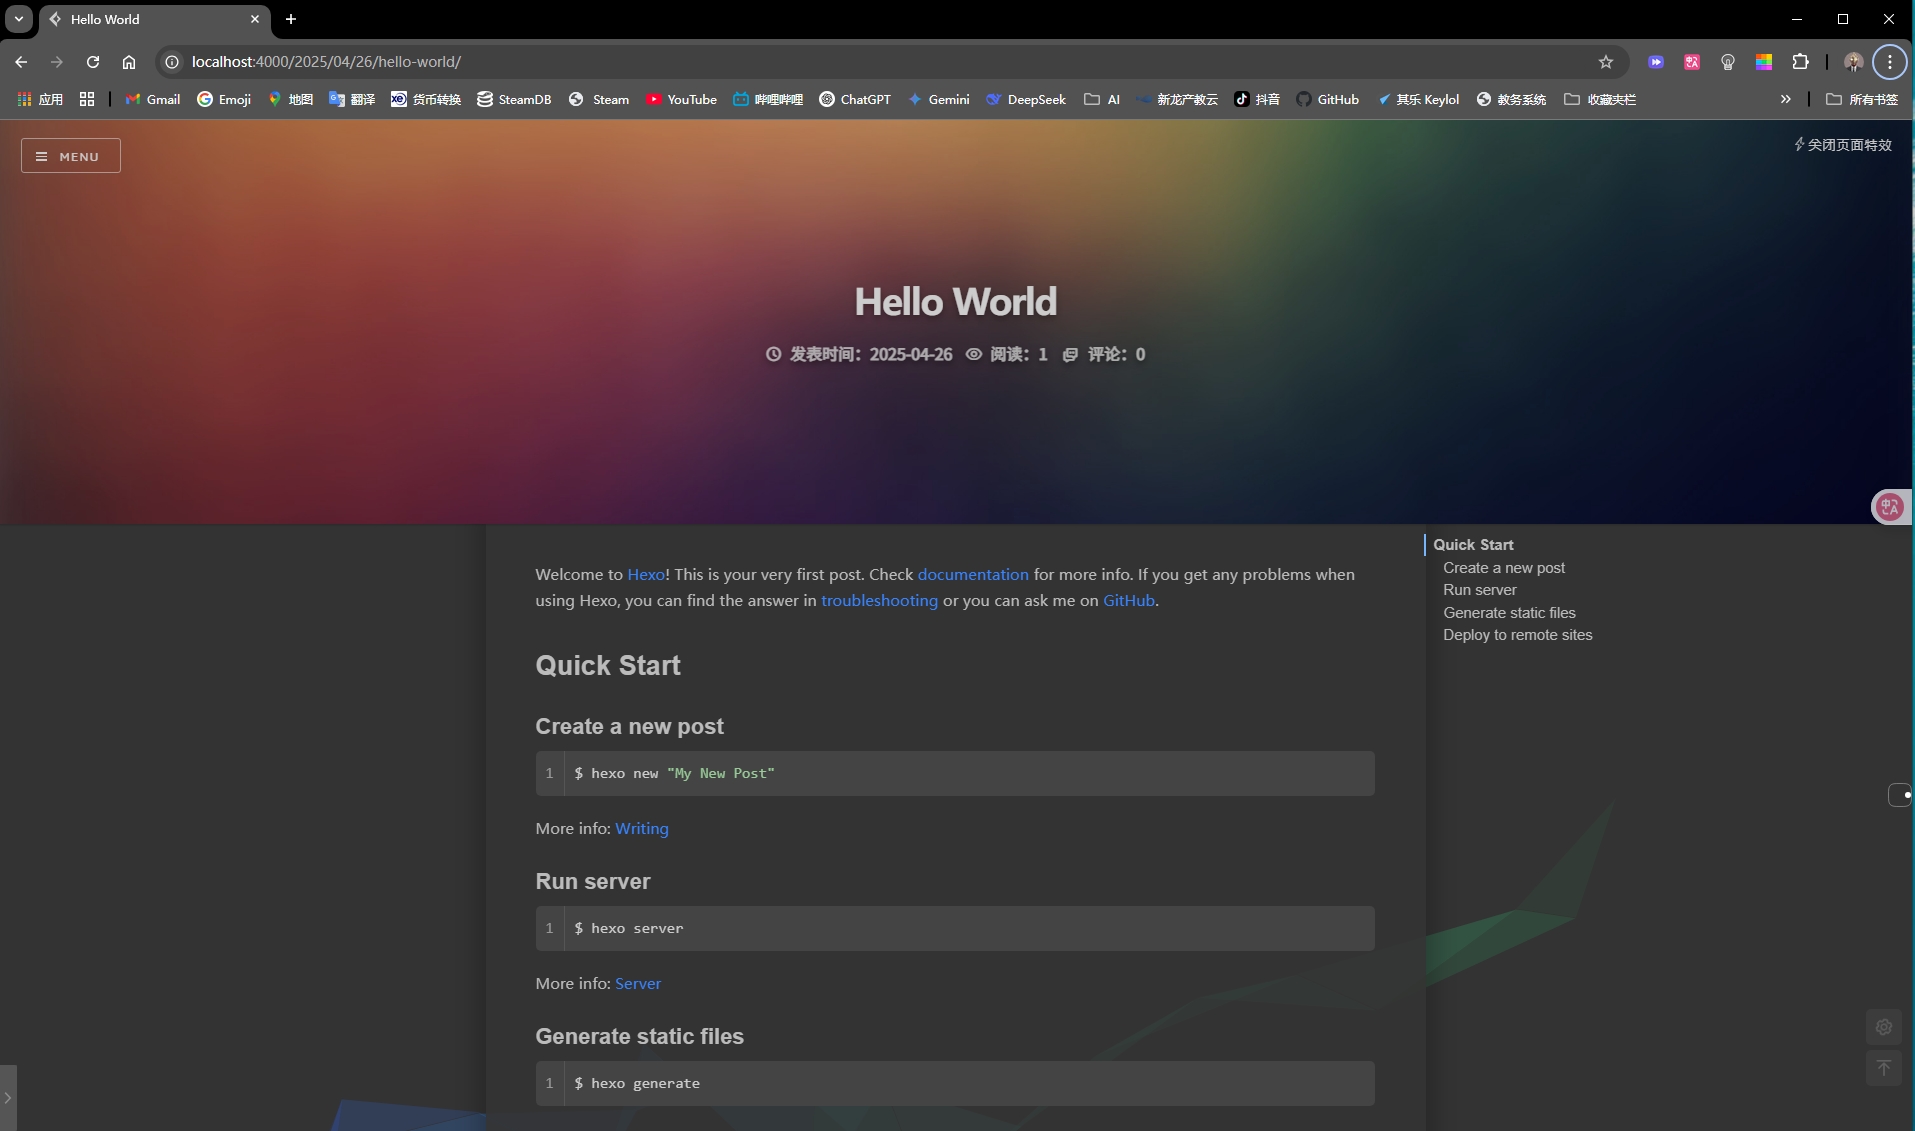 Hello World
localhost:4000/2025/04/26/hello-world/
应用
Gmail
Emoji
地图
翻译
货币转换
SteamDB
Steam
YouTube
哔哩哔哩
ChatGPT
Gemini
DeepSeek
AI
新龙产教云
抖音
GitHub
其乐 Keylol
教务系统
收藏夹栏
所有书签
MENU
关闭页面特效
Hello World
发表时间：2025-04-26 阅读：1 评论：0
Welcome to Hexo! This is your very first post. Check documentation for more info. If you get any problems when
using Hexo, you can find the answer in troubleshooting or you can ask me on GitHub.
Quick Start
Create a new post
1 $ hexo new "My New Post"
More info: Writing
Run server
1 $ hexo server
More info: Server
Generate static files
1 $ hexo generate
Quick Start
Create a new post
Run server
Generate static files
Deploy to remote sites